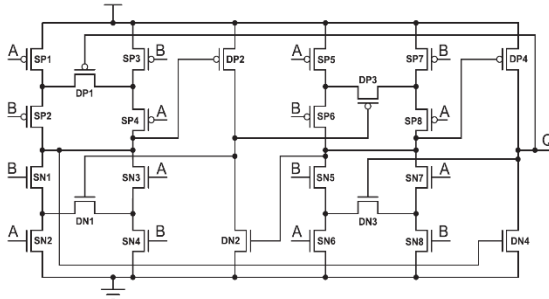 A SP1 SP3 B DP2 A SP5 SP7 B DP4
DP1 DP3
B SP2 SP4 A B SP6 SP8 A
Q
B SN1 SN3 A B SN5 SN7 A
DN1 DN3
A SN2 SN4 B DN2 A SN6 SN8 B DN4